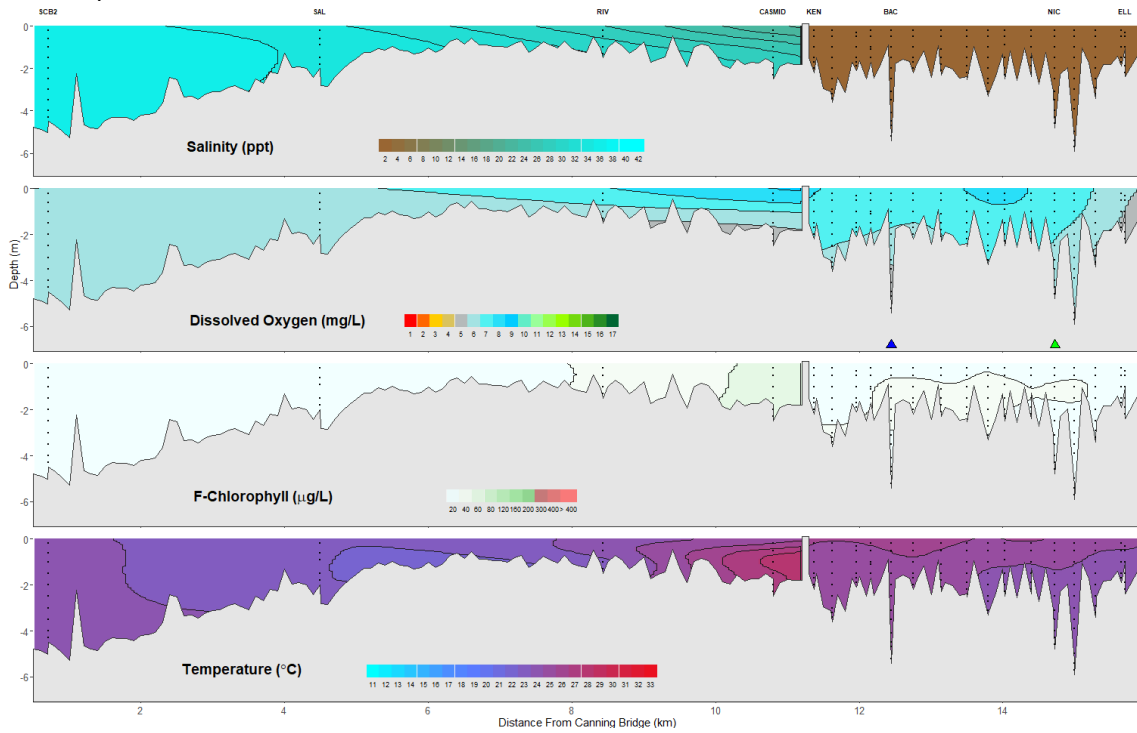 SCB2 SAL RIV CASMID KEN BAC NIC ELL
0
-2
-4
-6
Salinity (ppt)
2 4 6 8 10 12 14 16 18 20 22 24 26 28 30 32 34 36 38 40 42
0
-2
-4
-6
Dissolved Oxygen (mg/L)
1 2 3 4 5 6 7 8 9 10 11 12 13 14 15 16 17
Depth (m)
0
-2
-4
-6
F-Chlorophyll (µg/L)
20 40 60 80 120 160 200 300 400 > 400
0
-2
-4
-6
Temperature (°C)
11 12 13 14 15 16 17 18 19 20 21 22 23 24 25 26 27 28 29 30 31 32 33
2 4 6 8 10 12 14
Distance From Canning Bridge (km)